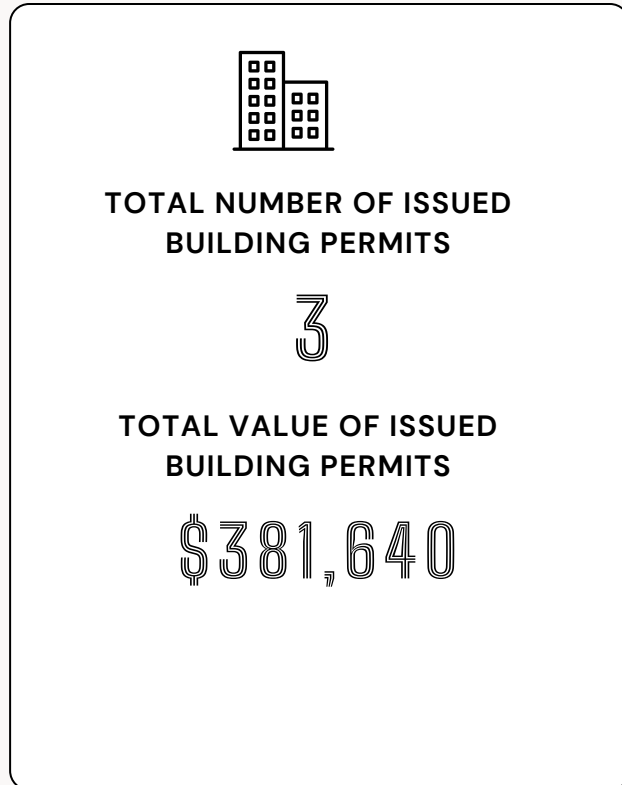 TOTAL NUMBER OF ISSUED
BUILDING PERMITS
3
TOTAL VALUE OF ISSUED
BUILDING PERMITS
$381,640